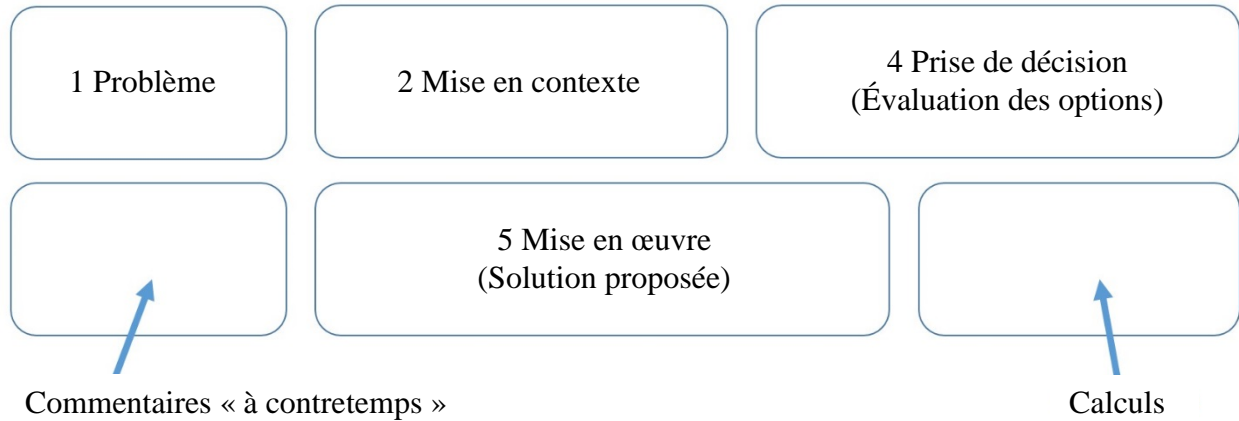 1 Problème
2 Mise en contexte
4 Prise de décision
(Évaluation des options)
5 Mise en œuvre
(Solution proposée)
Commentaires « à contretemps »
Calculs